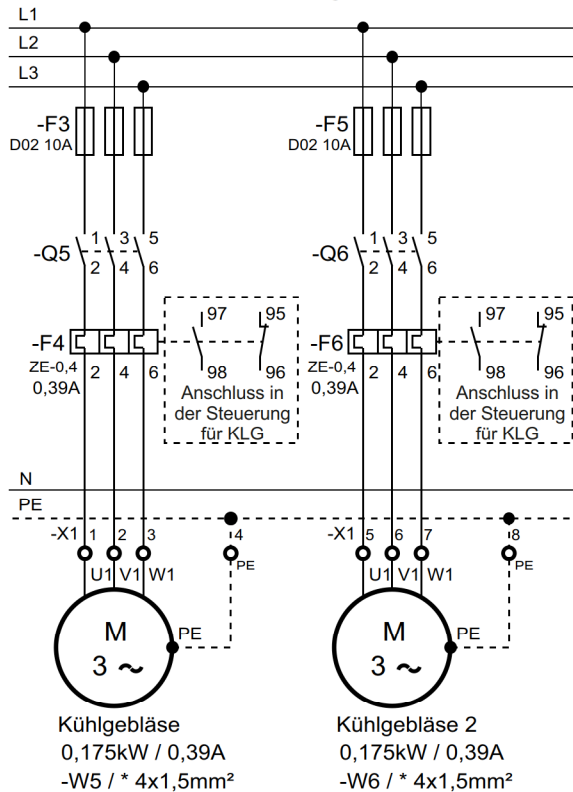 L1
L2
L3
-F3
D02 10A
-F5
D02 10A
-Q5
1 3 5
2 4 6
-Q6
1 3 5
2 4 6
-F4
ZE-0,4
0,39A
2 4 6
97 95
98 96
Anschluss in
der Steuerung
für KLG
-F6
ZE-0,4
0,39A
2 4 6
97 95
98 96
Anschluss in
der Steuerung
für KLG
N
PE
-X1 1 2 3 4
PE
U1 V1 W1
M
3 ~
PE
-X1 5 6 7 8
PE
U1 V1 W1
M
3 ~
PE
Kühlgebläse
0,175kW / 0,39A
-W5 / * 4x1,5mm²
Kühlgebläse 2
0,175kW / 0,39A
-W6 / * 4x1,5mm²